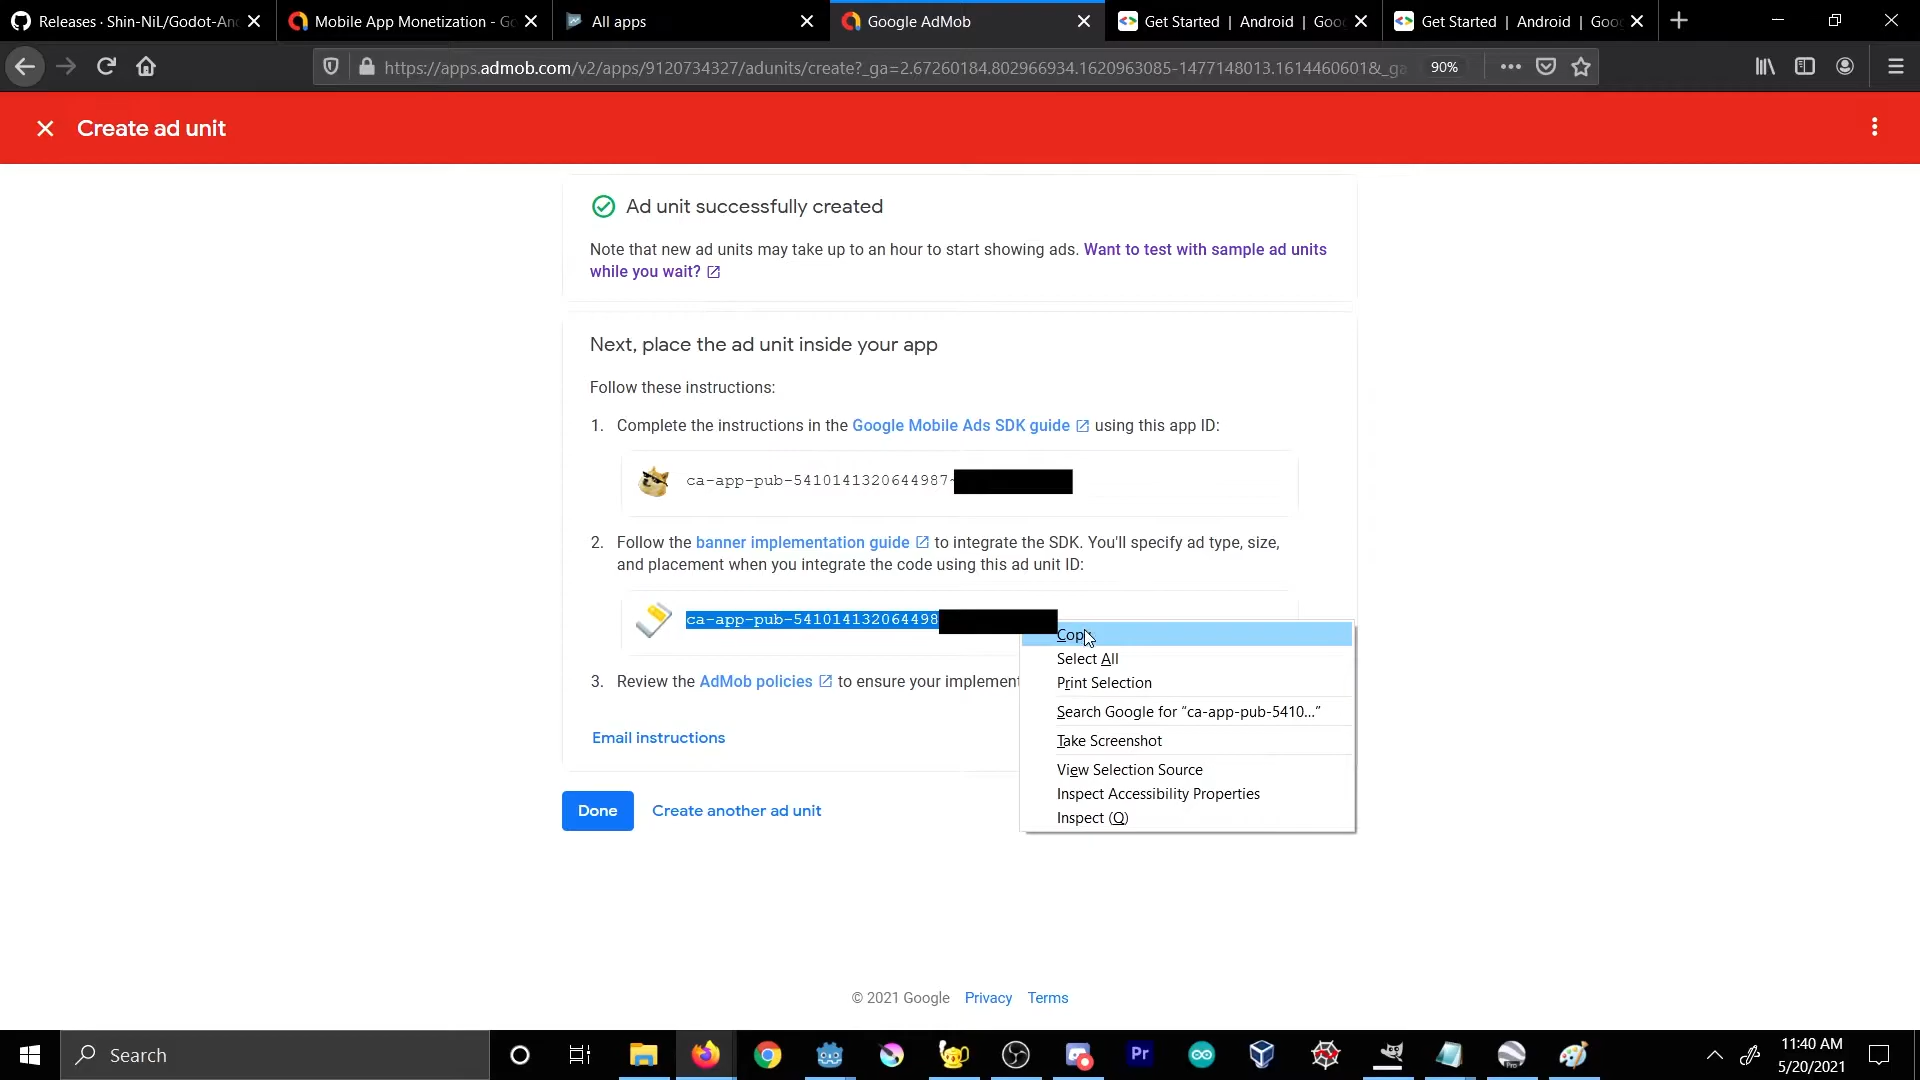 Releases · Shin-NiL/Godot-An
Mobile App Monetization - Go
All apps
Google AdMob
Get Started | Android | Goo
Get Started | Android | Goo
https://apps.admob.com/v2/apps/9120734327/adunits/create?_ga=2.67260184.802966934.1620963085-1477148013.1614460601&_ga
90%
Create ad unit
Ad unit successfully created
Note that new ad units may take up to an hour to start showing ads. Want to test with sample ad units
while you wait?
Next, place the ad unit inside your app
Follow these instructions:
1. Complete the instructions in the Google Mobile Ads SDK guide using this app ID:
ca-app-pub-5410141320644987~
2. Follow the banner implementation guide to integrate the SDK. You'll specify ad type, size,
and placement when you integrate the code using this ad unit ID:
ca-app-pub-541014132064498
Copy
Select All
3. Review the AdMob policies to ensure your implement
Print Selection
Search Google for “ca-app-pub-5410...”
Email instructions
Take Screenshot
View Selection Source
Inspect Accessibility Properties
Done
Create another ad unit
Inspect (Q)
© 2021 Google Privacy Terms
Search
Pr
11:40 AM
5/20/2021